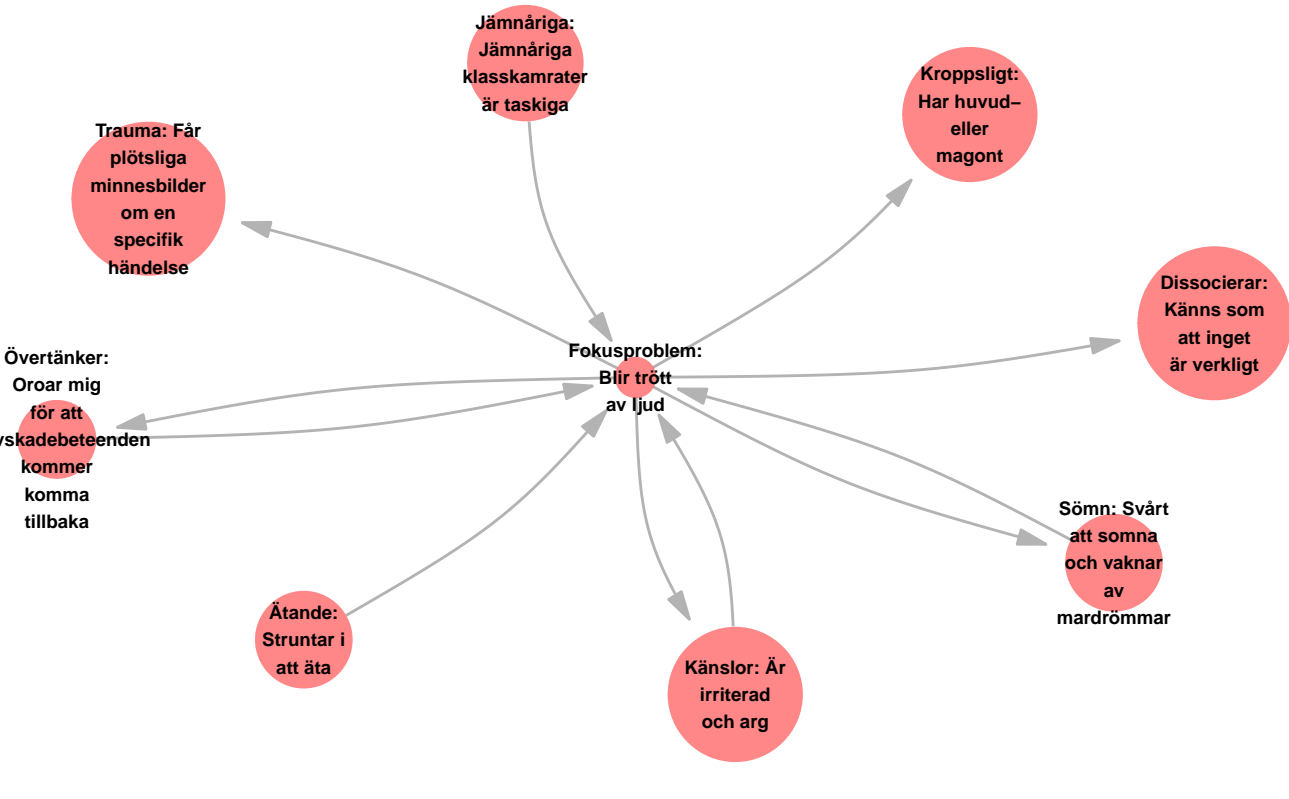 Jämnåriga:
Jämnåriga
klasskamrater
är taskiga
Kroppsligt:
Har huvud–
eller
magont
Trauma: Får
plötsliga
minnesbilder
om en
specifik
händelse
Dissocierar:
Känns som
att inget
är verkligt
Fokusproblem:
Blir trött
av ljud
Övertänker:
Oroar mig
för att
vskadebeteenden
kommer
komma
tillbaka
Sömn: Svårt
att somna
och vaknar
av
mardrömmar
Ätande:
Struntar i
att äta
Känslor: Är
irriterad
och arg